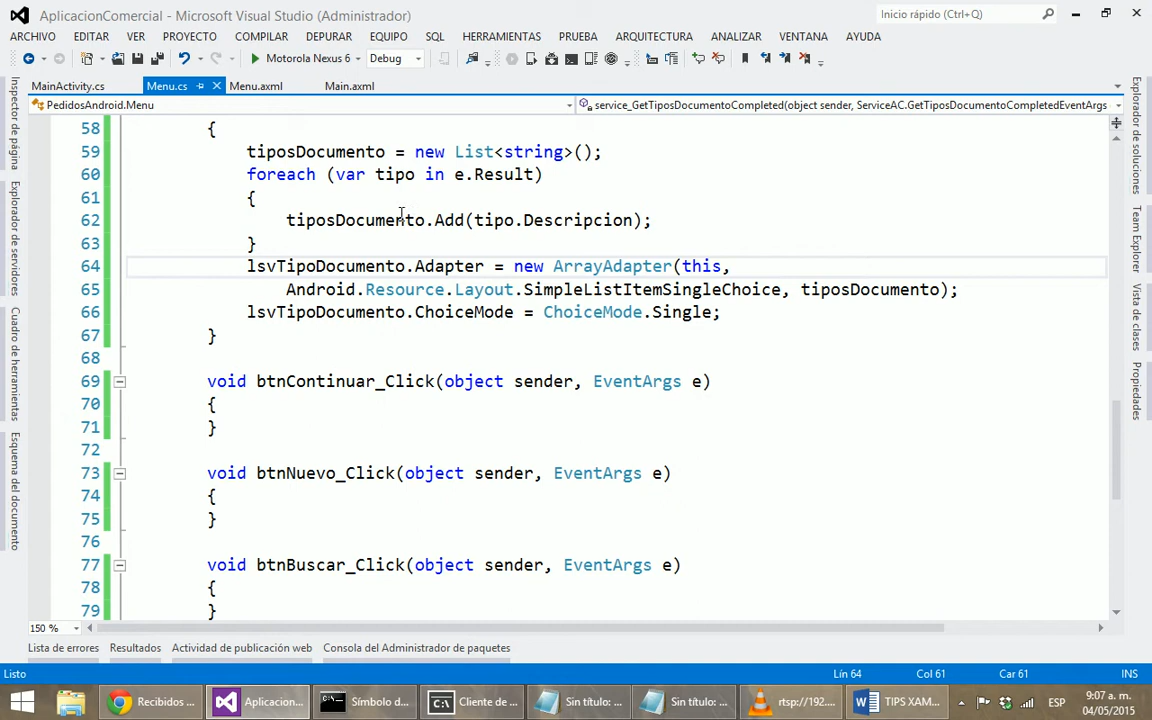 AplicacionComercial - Microsoft Visual Studio (Administrador)
Inicio rápido (Ctrl+Q)
ARCHIVO EDITAR VER PROYECTO COMPILAR DEPURAR EQUIPO SQL HERRAMIENTAS PRUEBA ARQUITECTURA ANALIZAR VENTANA AYUDA
Motorola Nexus 6 Debug
MainActivity.cs Menu.cs Menu.axml Main.axml
PedidosAndroid.Menu service_GetTiposDocumentoCompleted(object sender, ServiceAC.GetTiposDocumentoCompletedEventArgs
58 {
59 tiposDocumento = new List<string>();
60 foreach (var tipo in e.Result)
61 {
62 tiposDocumento.Add(tipo.Descripcion);
63 }
64 lsvTipoDocumento.Adapter = new ArrayAdapter(this,
65 Android.Resource.Layout.SimpleListItemSingleChoice, tiposDocumento);
66 lsvTipoDocumento.ChoiceMode = ChoiceMode.Single;
67 }
68
69 void btnContinuar_Click(object sender, EventArgs e)
70 {
71 }
72
73 void btnNuevo_Click(object sender, EventArgs e)
74 {
75 }
76
77 void btnBuscar_Click(object sender, EventArgs e)
78 {
79 }
Inspector de página
Explorador de servidores
Cuadro de herramientas
Esquema del documento
Explorador de soluciones
Team Explorer
Vista de clases
Propiedades
150 %
Lista de errores Resultados Actividad de publicación web Consola del Administrador de paquetes
Listo Lín 64 Col 61 Car 61 INS
Recibidos ... Aplicacion... Símbolo d... Cliente de ... Sin título: ... Sin título: ... rtsp://192.... TIPS XAM... ESP 9:07 a. m.
04/05/2015